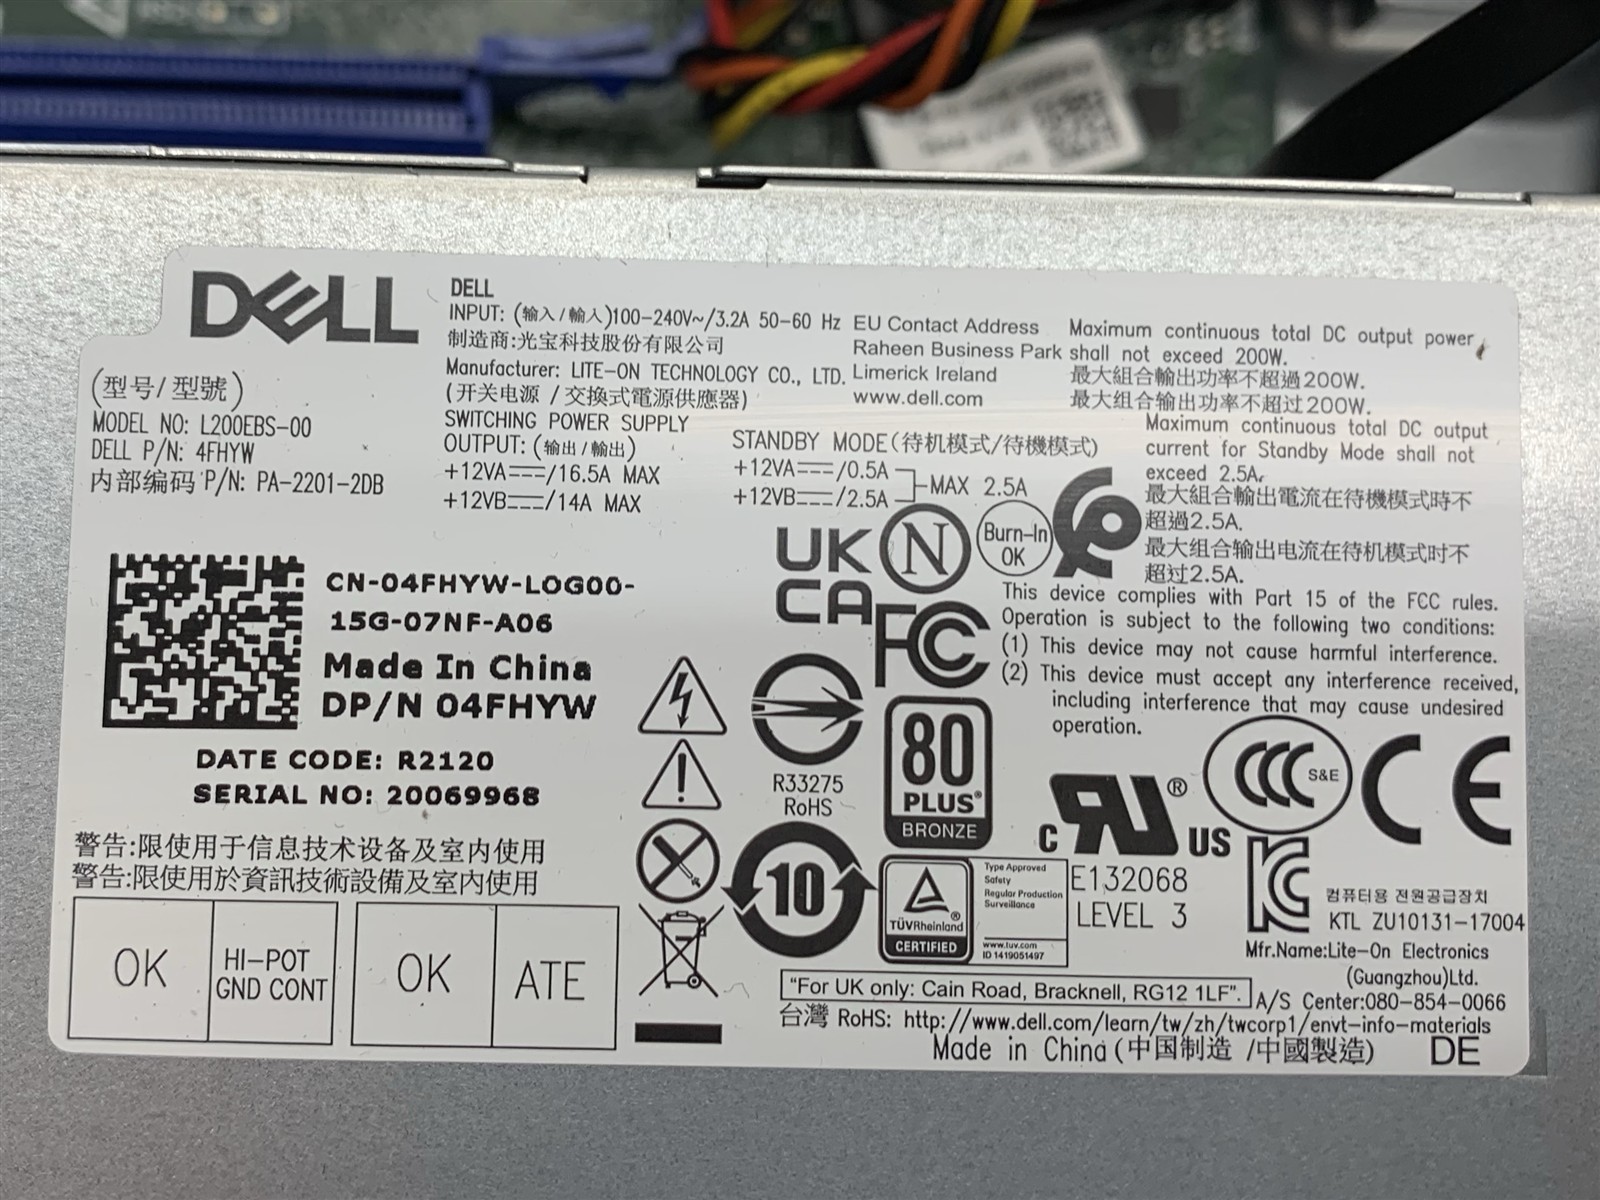 DELL
DELL
INPUT: (输入/輸入)100-240V~/3.2A 50-60 Hz
制造商:光宝科技股份有限公司
Manufacturer: LITE-ON TECHNOLOGY CO., LTD.
(开关电源 /交換式電源供應器)
SWITCHING POWER SUPPLY
OUTPUT: (输出/輸出)
+12VA⎓/16.5A MAX
+12VB⎓/14A MAX
EU Contact Address
Raheen Business Park
Limerick Ireland
www.dell.com
Maximum continuous total DC output power
shall not exceed 200W.
最大組合輸出功率不超過200W.
最大组合输出功率不超过200W.
(型号/型號)
MODEL NO: L200EBS-00
DELL P/N: 4FHYW
内部编码 P/N: PA-2201-2DB
STANDBY MODE(待机模式/待機模式)
+12VA⎓/0.5A
+12VB⎓/2.5A
MAX 2.5A
Maximum continuous total DC output
current for Standby Mode shall not
exceed 2.5A.
最大組合輸出電流在待機模式時不
超過2.5A.
最大组合输出电流在待机模式时不
超过2.5A.
UK
CA
N
Burn-In
OK
FC
This device complies with Part 15 of the FCC rules.
Operation is subject to the following two conditions:
(1) This device may not cause harmful interference.
(2) This device must accept any interference received,
including interference that may cause undesired
operation.
CN-04FHYW-LOG00-
15G-07NF-A06
Made In China
DP/N 04FHYW
DATE CODE: R2120
SERIAL NO: 20069968
R33275
RoHS
80
PLUS®
BRONZE
c RU® US
E132068
LEVEL 3
CCC S&E
CE
警告:限使用于信息技术设备及室内使用
警告:限使用於資訊技術設備及室內使用
OK
HI-POT
GND CONT
OK
ATE
10
TÜVRheinland®
CERTIFIED
Type Approved
Safety
Regular Production
Surveillance
www.tuv.com
ID 1419051497
KC
컴퓨터용 전원공급장치
KTL ZU10131-17004
Mfr.Name:Lite-On Electronics
(Guangzhou)Ltd.
A/S Center:080-854-0066
"For UK only: Cain Road, Bracknell, RG12 1LF".
台灣 RoHS: http://www.dell.com/learn/tw/zh/twcorp1/envt-info-materials
Made in China(中国制造 /中國製造)
DE